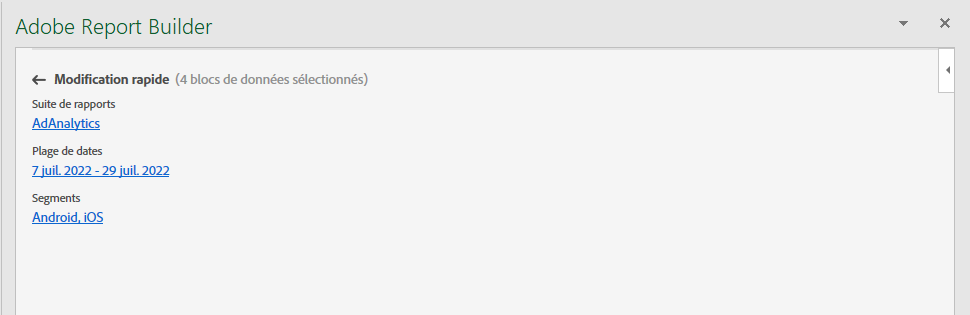 Adobe Report Builder
Modification rapide (4 blocs de données sélectionnés)
Suite de rapports
AdAnalytics
Plage de dates
7 juil. 2022 - 29 juil. 2022
Segments
Android, iOS